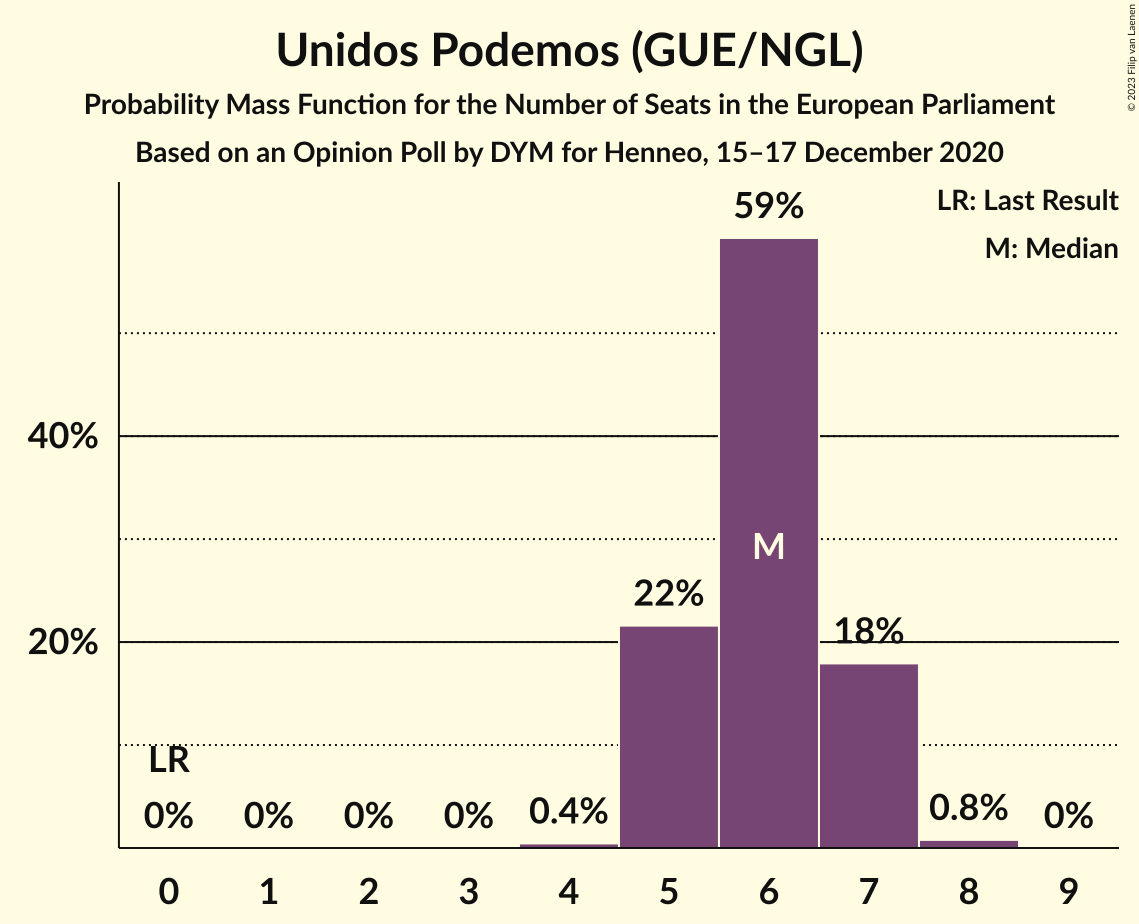 Unidos Podemos (GUE/NGL)
Probability Mass Function for the Number of Seats in the European Parliament
Based on an Opinion Poll by DYM for Henneo, 15–17 December 2020
© 2023 Filip van Laenen
LR: Last Result
M: Median
59%
40%
M
22%
20%
18%
LR
0%
0%
0%
0%
0.4%
0.8%
0%
0 1 2 3 4 5 6 7 8 9